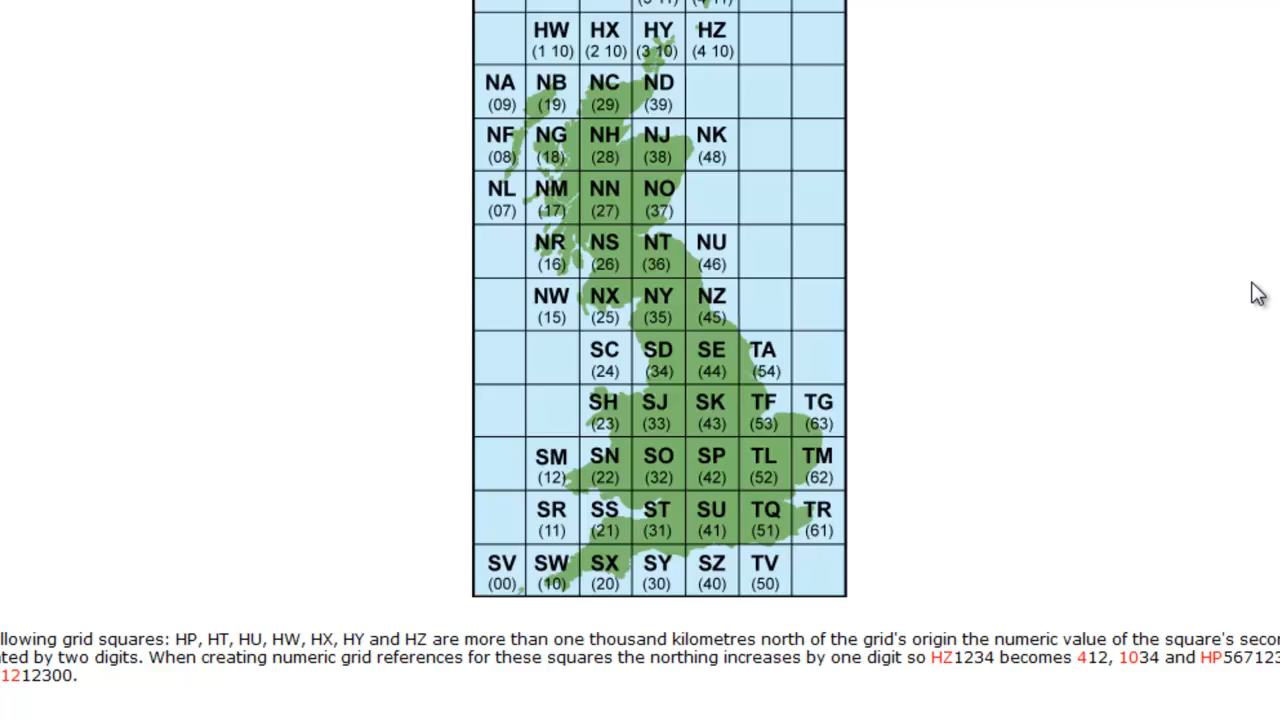 HW HX HY HZ
(1 10) (2 10) (3 10) (4 10)
NA NB NC ND
(09) (19) (29) (39)
NF NG NH NJ NK
(08) (18) (28) (38) (48)
NL NM NN NO
(07) (17) (27) (37)
NR NS NT NU
(16) (26) (36) (46)
NW NX NY NZ
(15) (25) (35) (45)
SC SD SE TA
(24) (34) (44) (54)
SH SJ SK TF TG
(23) (33) (43) (53) (63)
SM SN SO SP TL TM
(12) (22) (32) (42) (52) (62)
SR SS ST SU TQ TR
(11) (21) (31) (41) (51) (61)
SV SW SX SY SZ TV
(00) (10) (20) (30) (40) (50)
llowing grid squares: HP, HT, HU, HW, HX, HY and HZ are more than one thousand kilometres north of the grid's origin the numeric value of the square's secon
ted by two digits. When creating numeric grid references for these squares the northing increases by one digit so HZ1234 becomes 412, 1034 and HP567123
1212300.